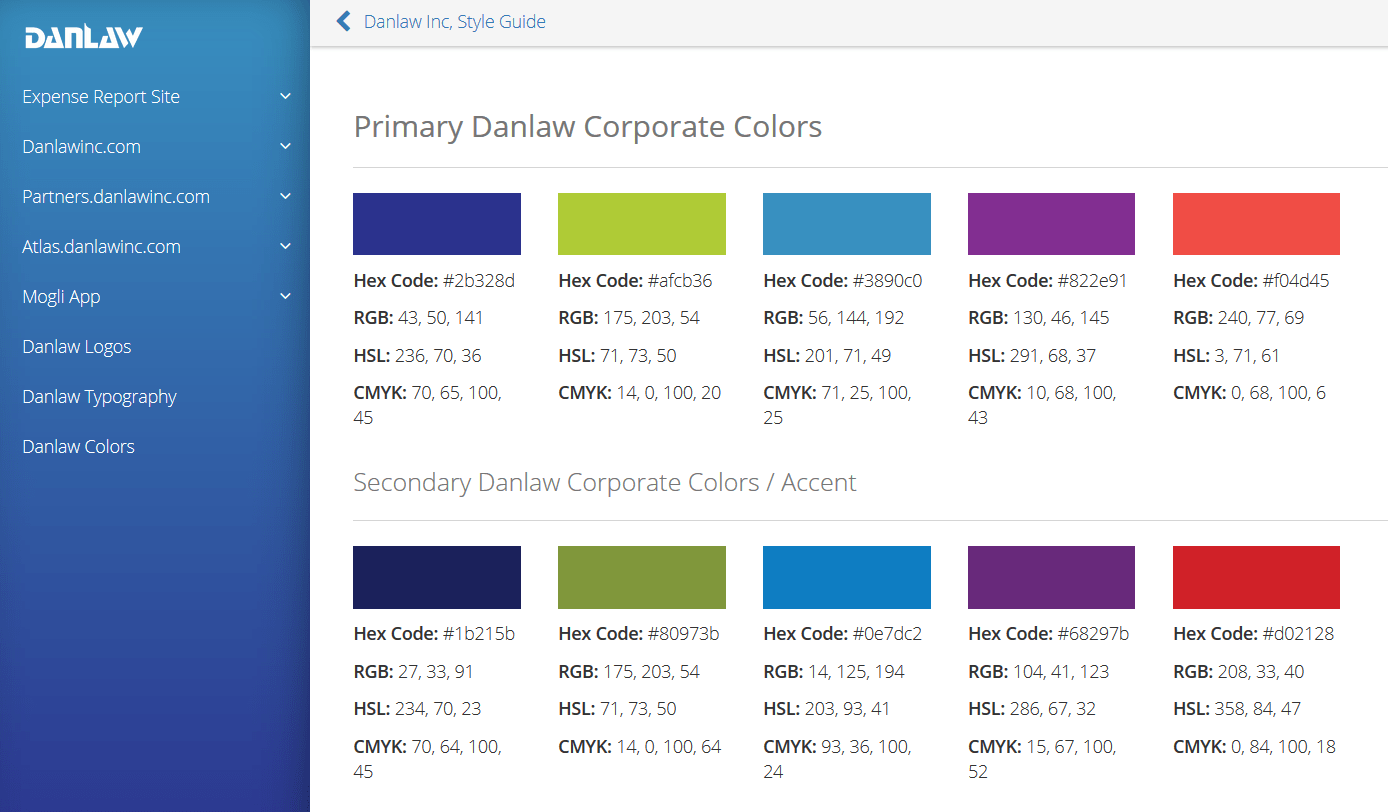 DANLAW
Expense Report Site
Danlawinc.com
Partners.danlawinc.com
Atlas.danlawinc.com
Mogli App
Danlaw Logos
Danlaw Typography
Danlaw Colors
Danlaw Inc, Style Guide
Primary Danlaw Corporate Colors
Hex Code: #2b328d
RGB: 43, 50, 141
HSL: 236, 70, 36
CMYK: 70, 65, 100,
45
Hex Code: #afcb36
RGB: 175, 203, 54
HSL: 71, 73, 50
CMYK: 14, 0, 100, 20
Hex Code: #3890c0
RGB: 56, 144, 192
HSL: 201, 71, 49
CMYK: 71, 25, 100,
25
Hex Code: #822e91
RGB: 130, 46, 145
HSL: 291, 68, 37
CMYK: 10, 68, 100,
43
Hex Code: #f04d45
RGB: 240, 77, 69
HSL: 3, 71, 61
CMYK: 0, 68, 100, 6
Secondary Danlaw Corporate Colors / Accent
Hex Code: #1b215b
RGB: 27, 33, 91
HSL: 234, 70, 23
CMYK: 70, 64, 100,
45
Hex Code: #80973b
RGB: 175, 203, 54
HSL: 71, 73, 50
CMYK: 14, 0, 100, 64
Hex Code: #0e7dc2
RGB: 14, 125, 194
HSL: 203, 93, 41
CMYK: 93, 36, 100,
24
Hex Code: #68297b
RGB: 104, 41, 123
HSL: 286, 67, 32
CMYK: 15, 67, 100,
52
Hex Code: #d02128
RGB: 208, 33, 40
HSL: 358, 84, 47
CMYK: 0, 84, 100, 18